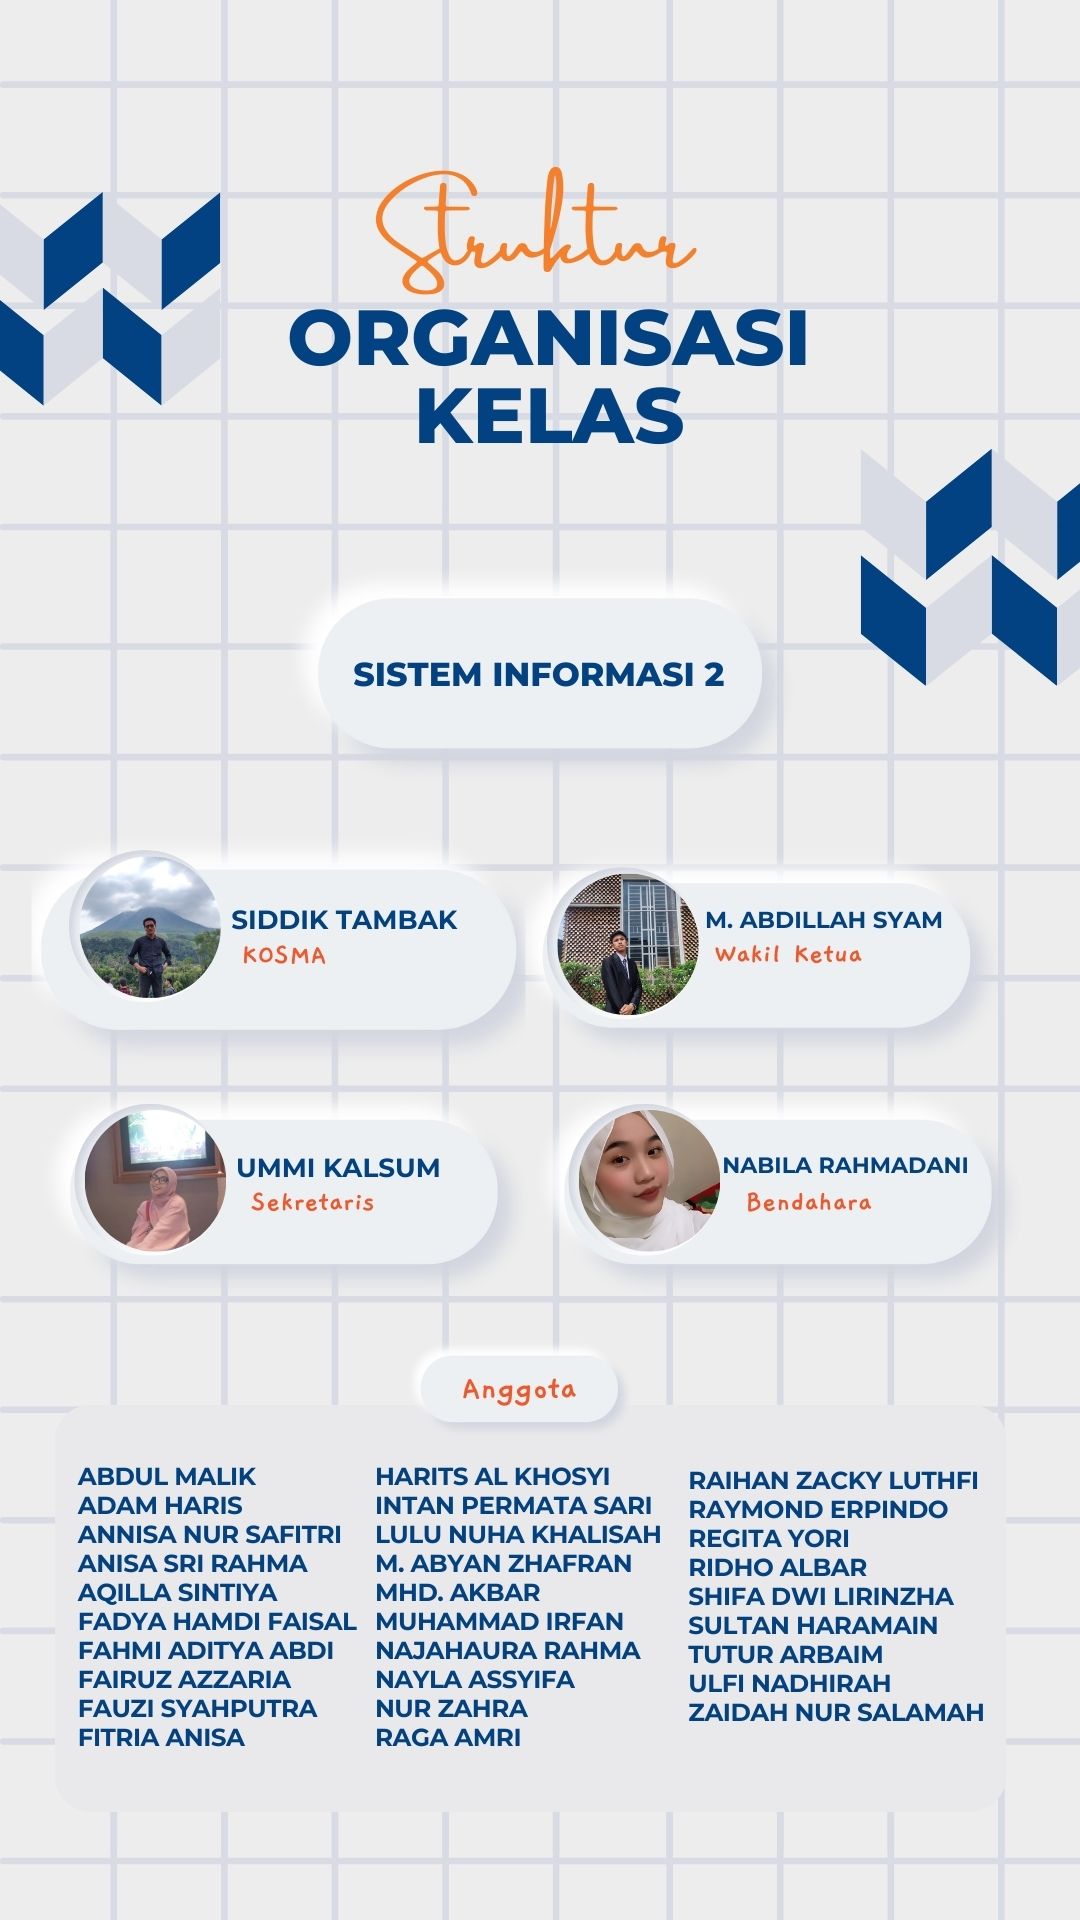 Struktur
ORGANISASI
KELAS
SISTEM INFORMASI 2
SIDDIK TAMBAK
KOSMA
M. ABDILLAH SYAM
Wakil Ketua
UMMI KALSUM
Sekretaris
NABILA RAHMADANI
Bendahara
Anggota
ABDUL MALIK
ADAM HARIS
ANNISA NUR SAFITRI
ANISA SRI RAHMA
AQILLA SINTIYA
FADYA HAMDI FAISAL
FAHMI ADITYA ABDI
FAIRUZ AZZARIA
FAUZI SYAHPUTRA
FITRIA ANISA
HARITS AL KHOSYI
INTAN PERMATA SARI
LULU NUHA KHALISAH
M. ABYAN ZHAFRAN
MHD. AKBAR
MUHAMMAD IRFAN
NAJAHAURA RAHMA
NAYLA ASSYIFA
NUR ZAHRA
RAGA AMRI
RAIHAN ZACKY LUTHFI
RAYMOND ERPINDO
REGITA YORI
RIDHO ALBAR
SHIFA DWI LIRINZHA
SULTAN HARAMAIN
TUTUR ARBAIM
ULFI NADHIRAH
ZAIDAH NUR SALAMAH